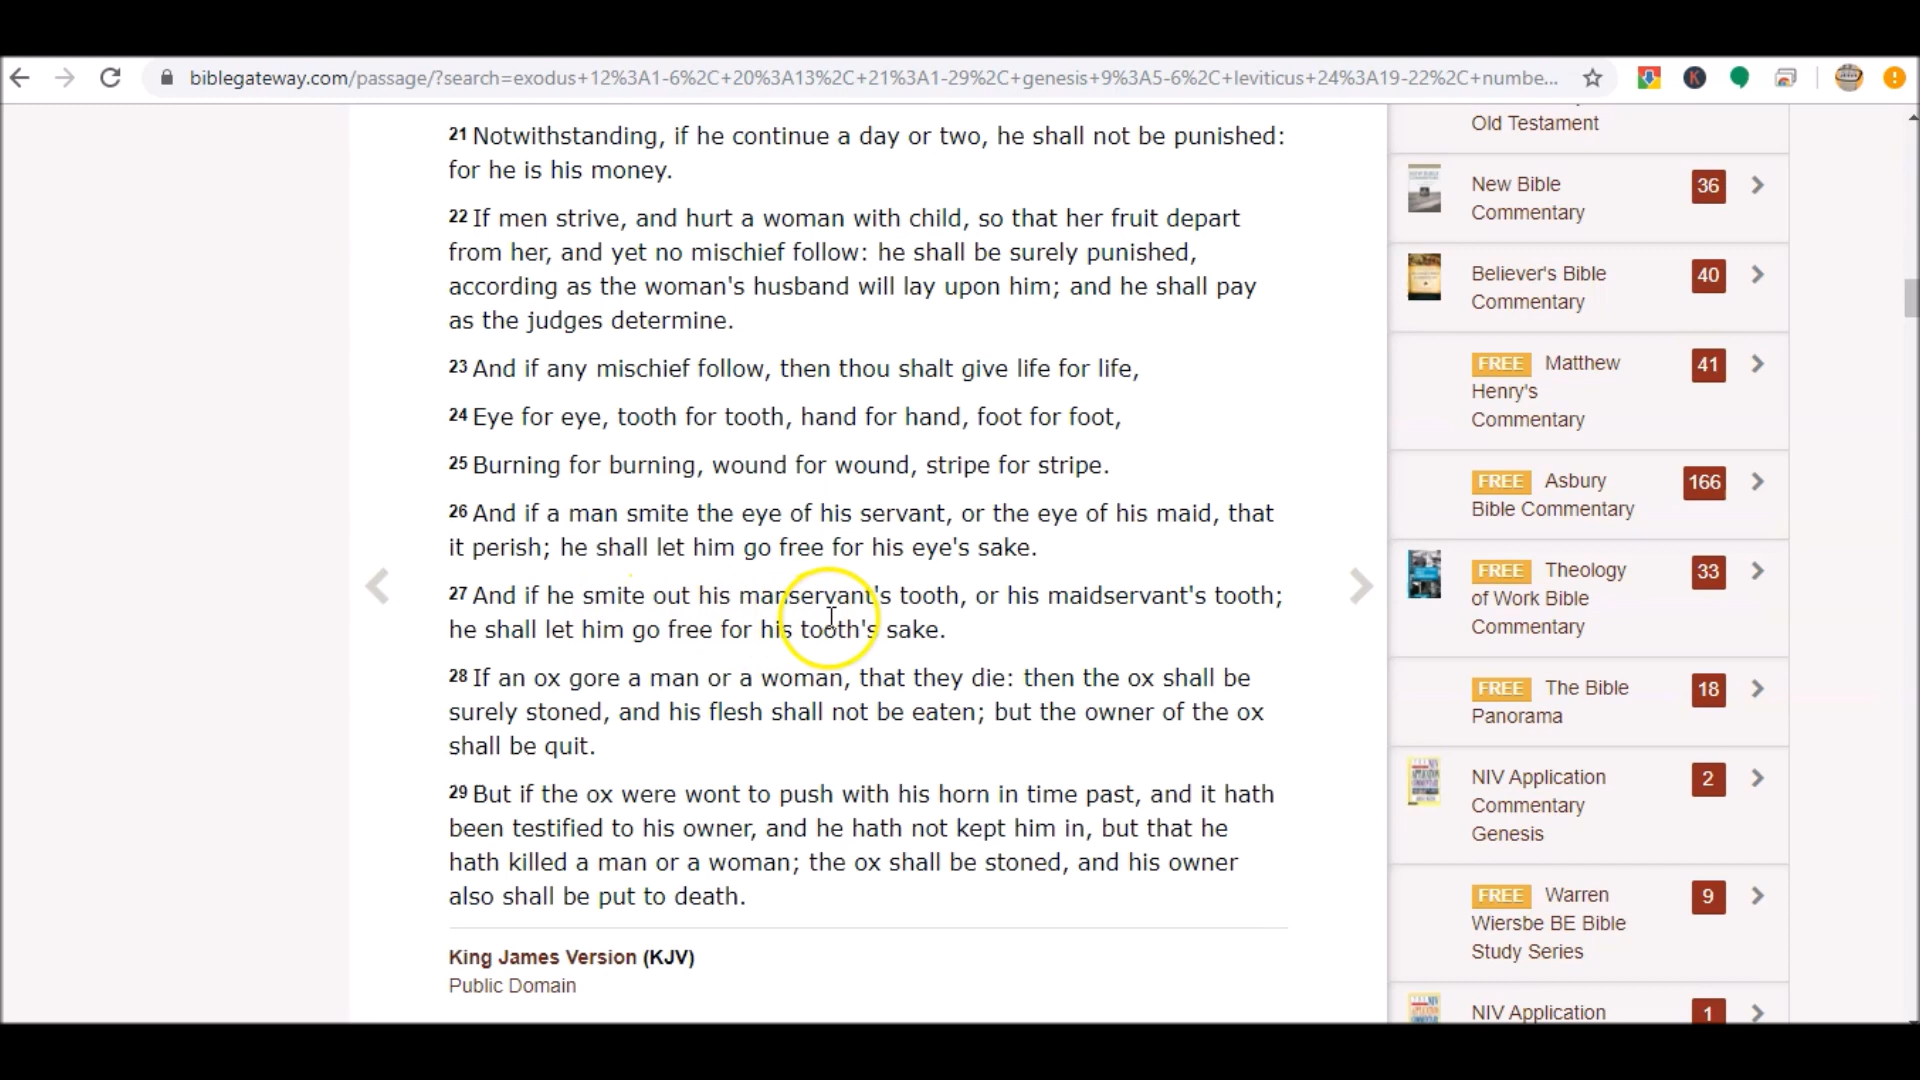 biblegateway.com/passage/?search=exodus+12%3A1-6%2C+20%3A13%2C+21%3A1-29%2C+genesis+9%3A5-6%2C+leviticus+24%3A19-22%2C+numbe...
21 Notwithstanding, if he continue a day or two, he shall not be punished:
for he is his money.
22 If men strive, and hurt a woman with child, so that her fruit depart
from her, and yet no mischief follow: he shall be surely punished,
according as the woman's husband will lay upon him; and he shall pay
as the judges determine.
23 And if any mischief follow, then thou shalt give life for life,
24 Eye for eye, tooth for tooth, hand for hand, foot for foot,
25 Burning for burning, wound for wound, stripe for stripe.
26 And if a man smite the eye of his servant, or the eye of his maid, that
it perish; he shall let him go free for his eye's sake.
27 And if he smite out his manservant's tooth, or his maidservant's tooth;
he shall let him go free for his tooth's sake.
28 If an ox gore a man or a woman, that they die: then the ox shall be
surely stoned, and his flesh shall not be eaten; but the owner of the ox
shall be quit.
29 But if the ox were wont to push with his horn in time past, and it hath
been testified to his owner, and he hath not kept him in, but that he
hath killed a man or a woman; the ox shall be stoned, and his owner
also shall be put to death.
King James Version (KJV)
Public Domain
Old Testament
New Bible 36
Commentary
Believer's Bible 40
Commentary
FREE Matthew 41
Henry's
Commentary
FREE Asbury 166
Bible Commentary
FREE Theology 33
of Work Bible
Commentary
FREE The Bible 18
Panorama
NIV Application 2
Commentary
Genesis
FREE Warren 9
Wiersbe BE Bible
Study Series
NIV Application 1